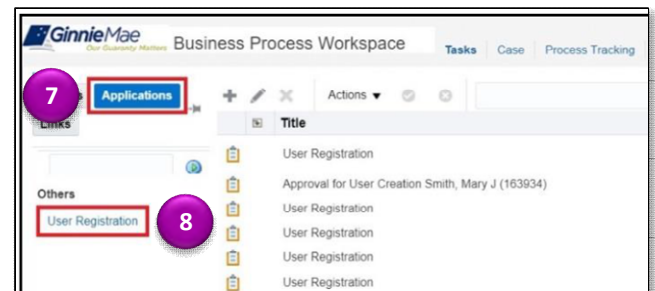 GinnieMae
Our Guaranty Matters
Business Process Workspace
Tasks Case Process Tracking
7
Applications
Links
Actions
Title
User Registration
Approval for User Creation Smith, Mary J (163934)
Others
User Registration
User Registration
8
User Registration
User Registration
User Registration